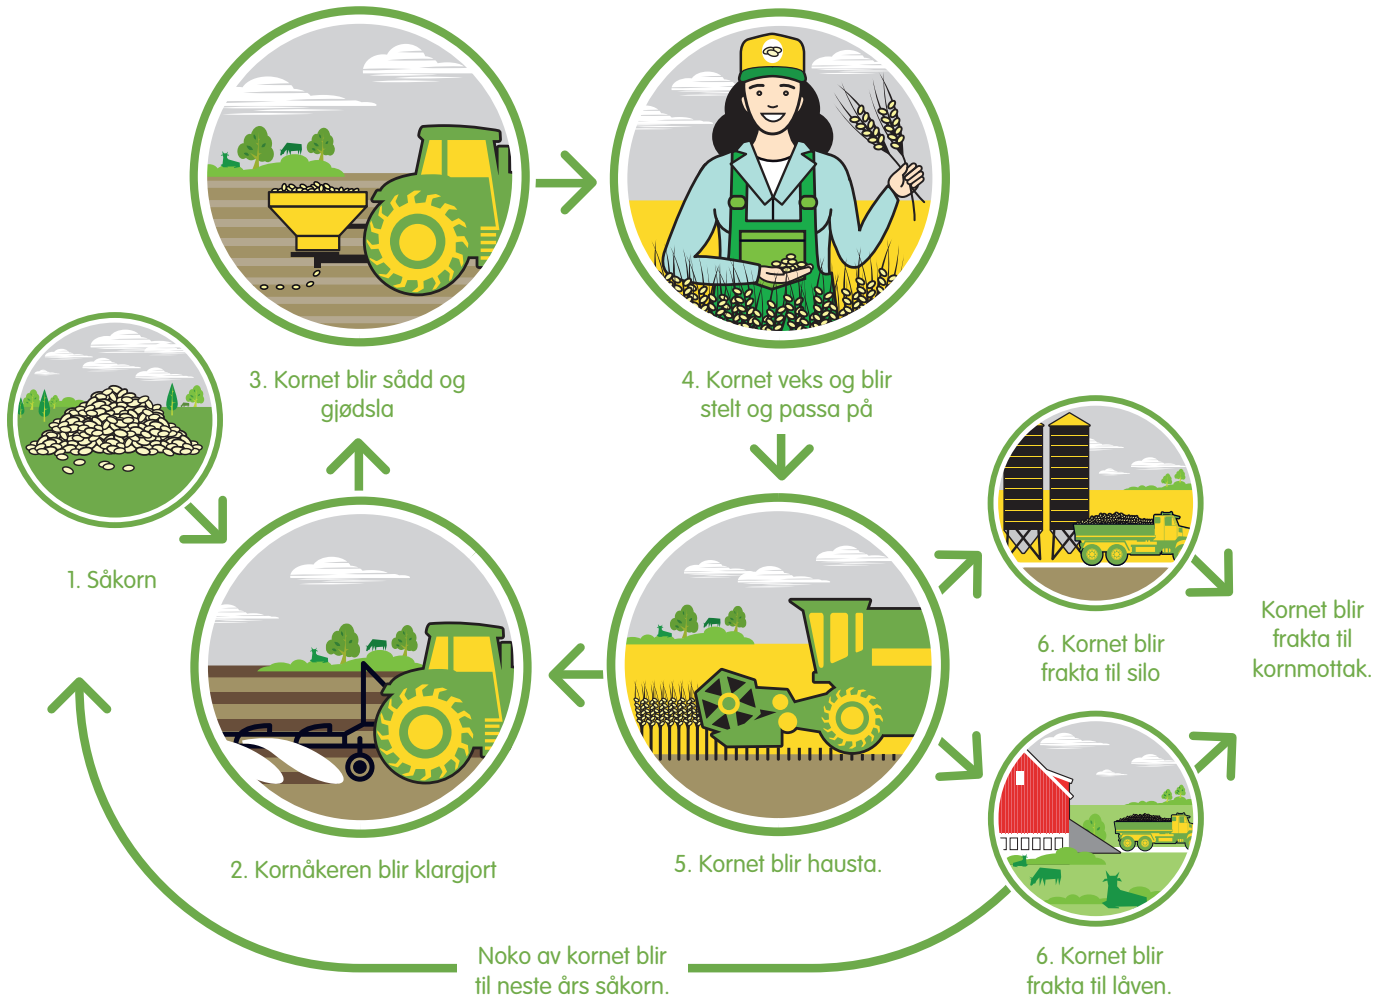 1. Såkorn
2. Kornåkeren blir klargjort
3. Kornet blir sådd og
gjødsla
4. Kornet veks og blir
stelt og passa på
5. Kornet blir hausta.
6. Kornet blir
frakta til silo
6. Kornet blir
frakta til låven.
Kornet blir
frakta til
kornmottak.
Noko av kornet blir
til neste års såkorn.